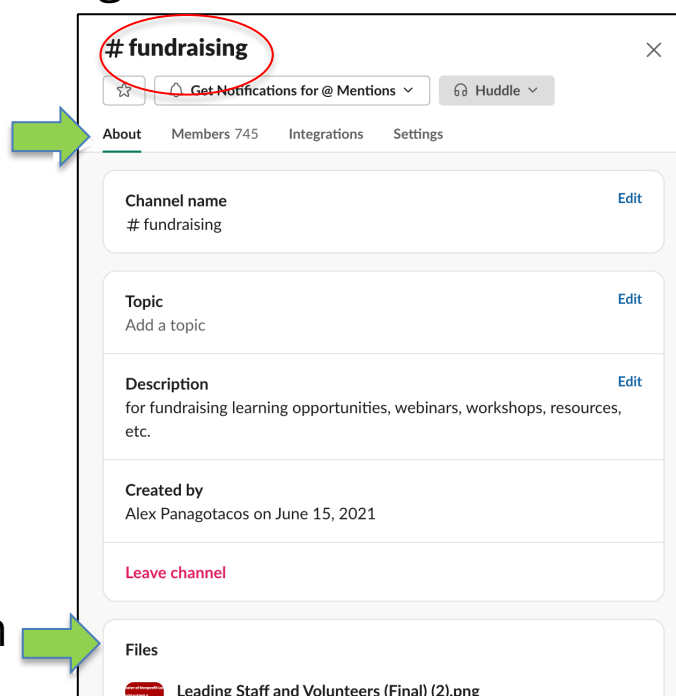 # fundraising
Get Notifications for @ Mentions
Huddle
About Members 745 Integrations Settings
Channel name
Edit
# fundraising
Topic
Edit
Add a topic
Description
Edit
for fundraising learning opportunities, webinars, workshops, resources,
etc.
Created by
Alex Panagotacos on June 15, 2021
Leave channel
Files
Leading Staff and Volunteers (Final) (2).png